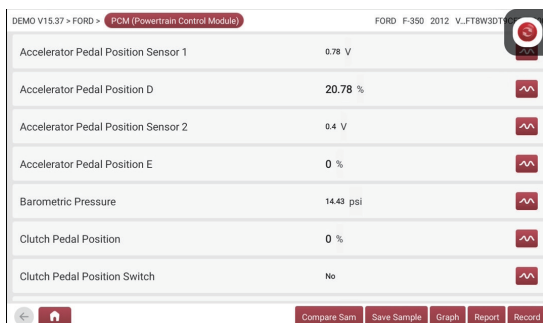 DEMO V15.37 > FORD > PCM (Powertrain Control Module) FORD F-350 2012
Accelerator Pedal Position Sensor 1 0.78 V
Accelerator Pedal Position D 20.78 %
Accelerator Pedal Position Sensor 2 0.4 V
Accelerator Pedal Position E 0 %
Barometric Pressure 14.43 psi
Clutch Pedal Position 0 %
Clutch Pedal Position Switch No
Compare Sam Save Sample Graph Report Record